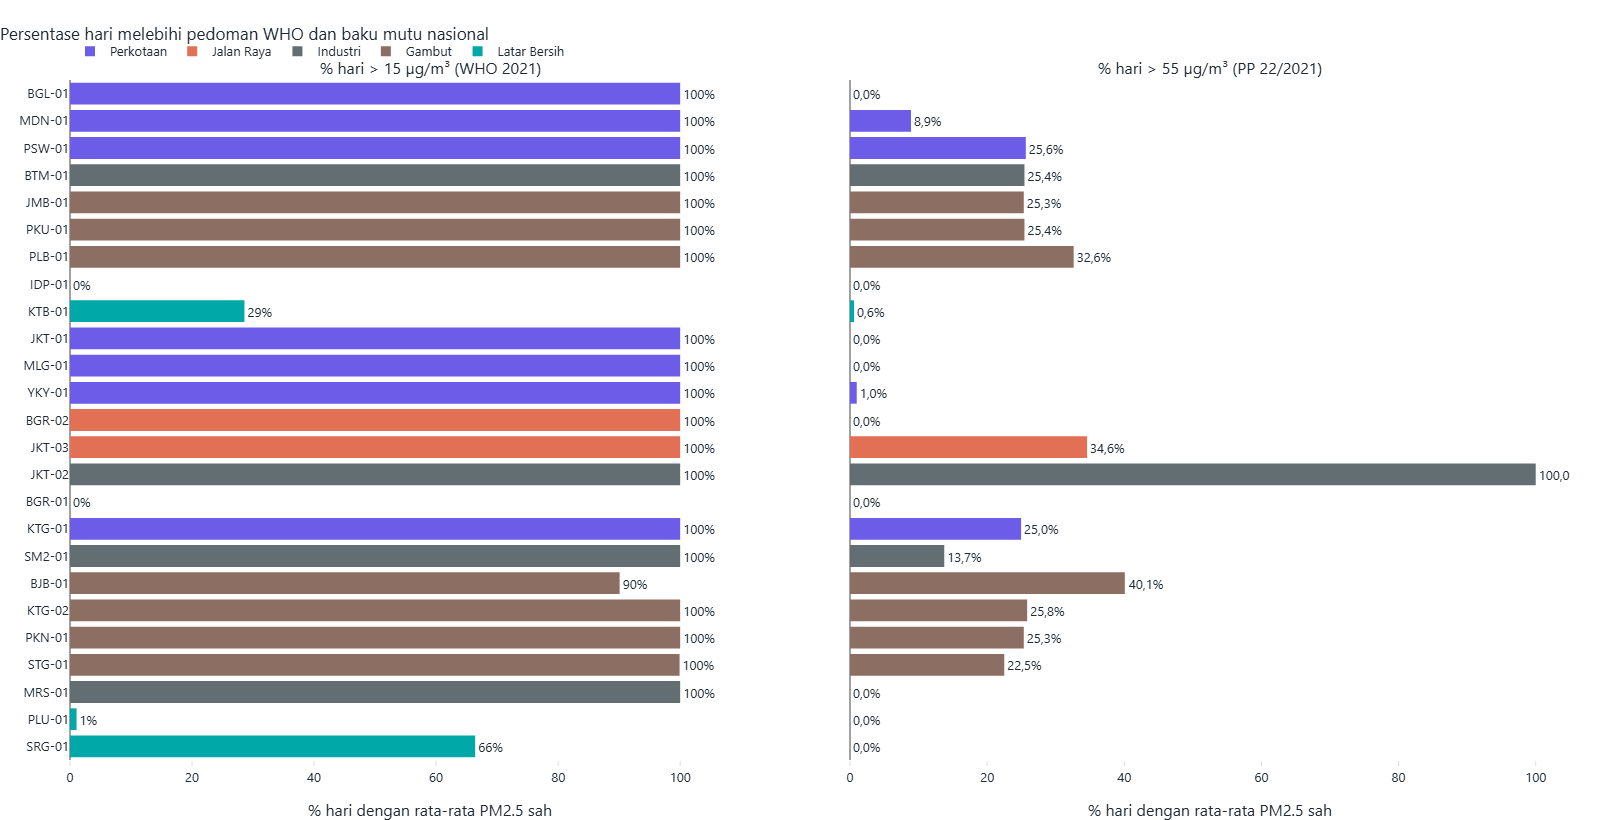 Persentase hari melebihi pedoman WHO dan baku mutu nasional
Perkotaan Jalan Raya Industri Gambut Latar Bersih
% hari > 15 µg/m³ (WHO 2021) % hari > 55 µg/m³ (PP 22/2021)
BGL-01 100% 0,0%
MDN-01 100% 8,9%
PSW-01 100% 25,6%
BTM-01 100% 25,4%
JMB-01 100% 25,3%
PKU-01 100% 25,4%
PLB-01 100% 32,6%
IDP-01 0% 0,0%
KTB-01 29% 0,6%
JKT-01 100% 0,0%
MLG-01 100% 0,0%
YKY-01 100% 1,0%
BGR-02 100% 0,0%
JKT-03 100% 34,6%
JKT-02 100% 100,0
BGR-01 0% 0,0%
KTG-01 100% 25,0%
SM2-01 100% 13,7%
BJB-01 90% 40,1%
KTG-02 100% 25,8%
PKN-01 100% 25,3%
STG-01 100% 22,5%
MRS-01 100% 0,0%
PLU-01 1% 0,0%
SRG-01 66% 0,0%
0 20 40 60 80 100 0 20 40 60 80 100
% hari dengan rata-rata PM2.5 sah % hari dengan rata-rata PM2.5 sah